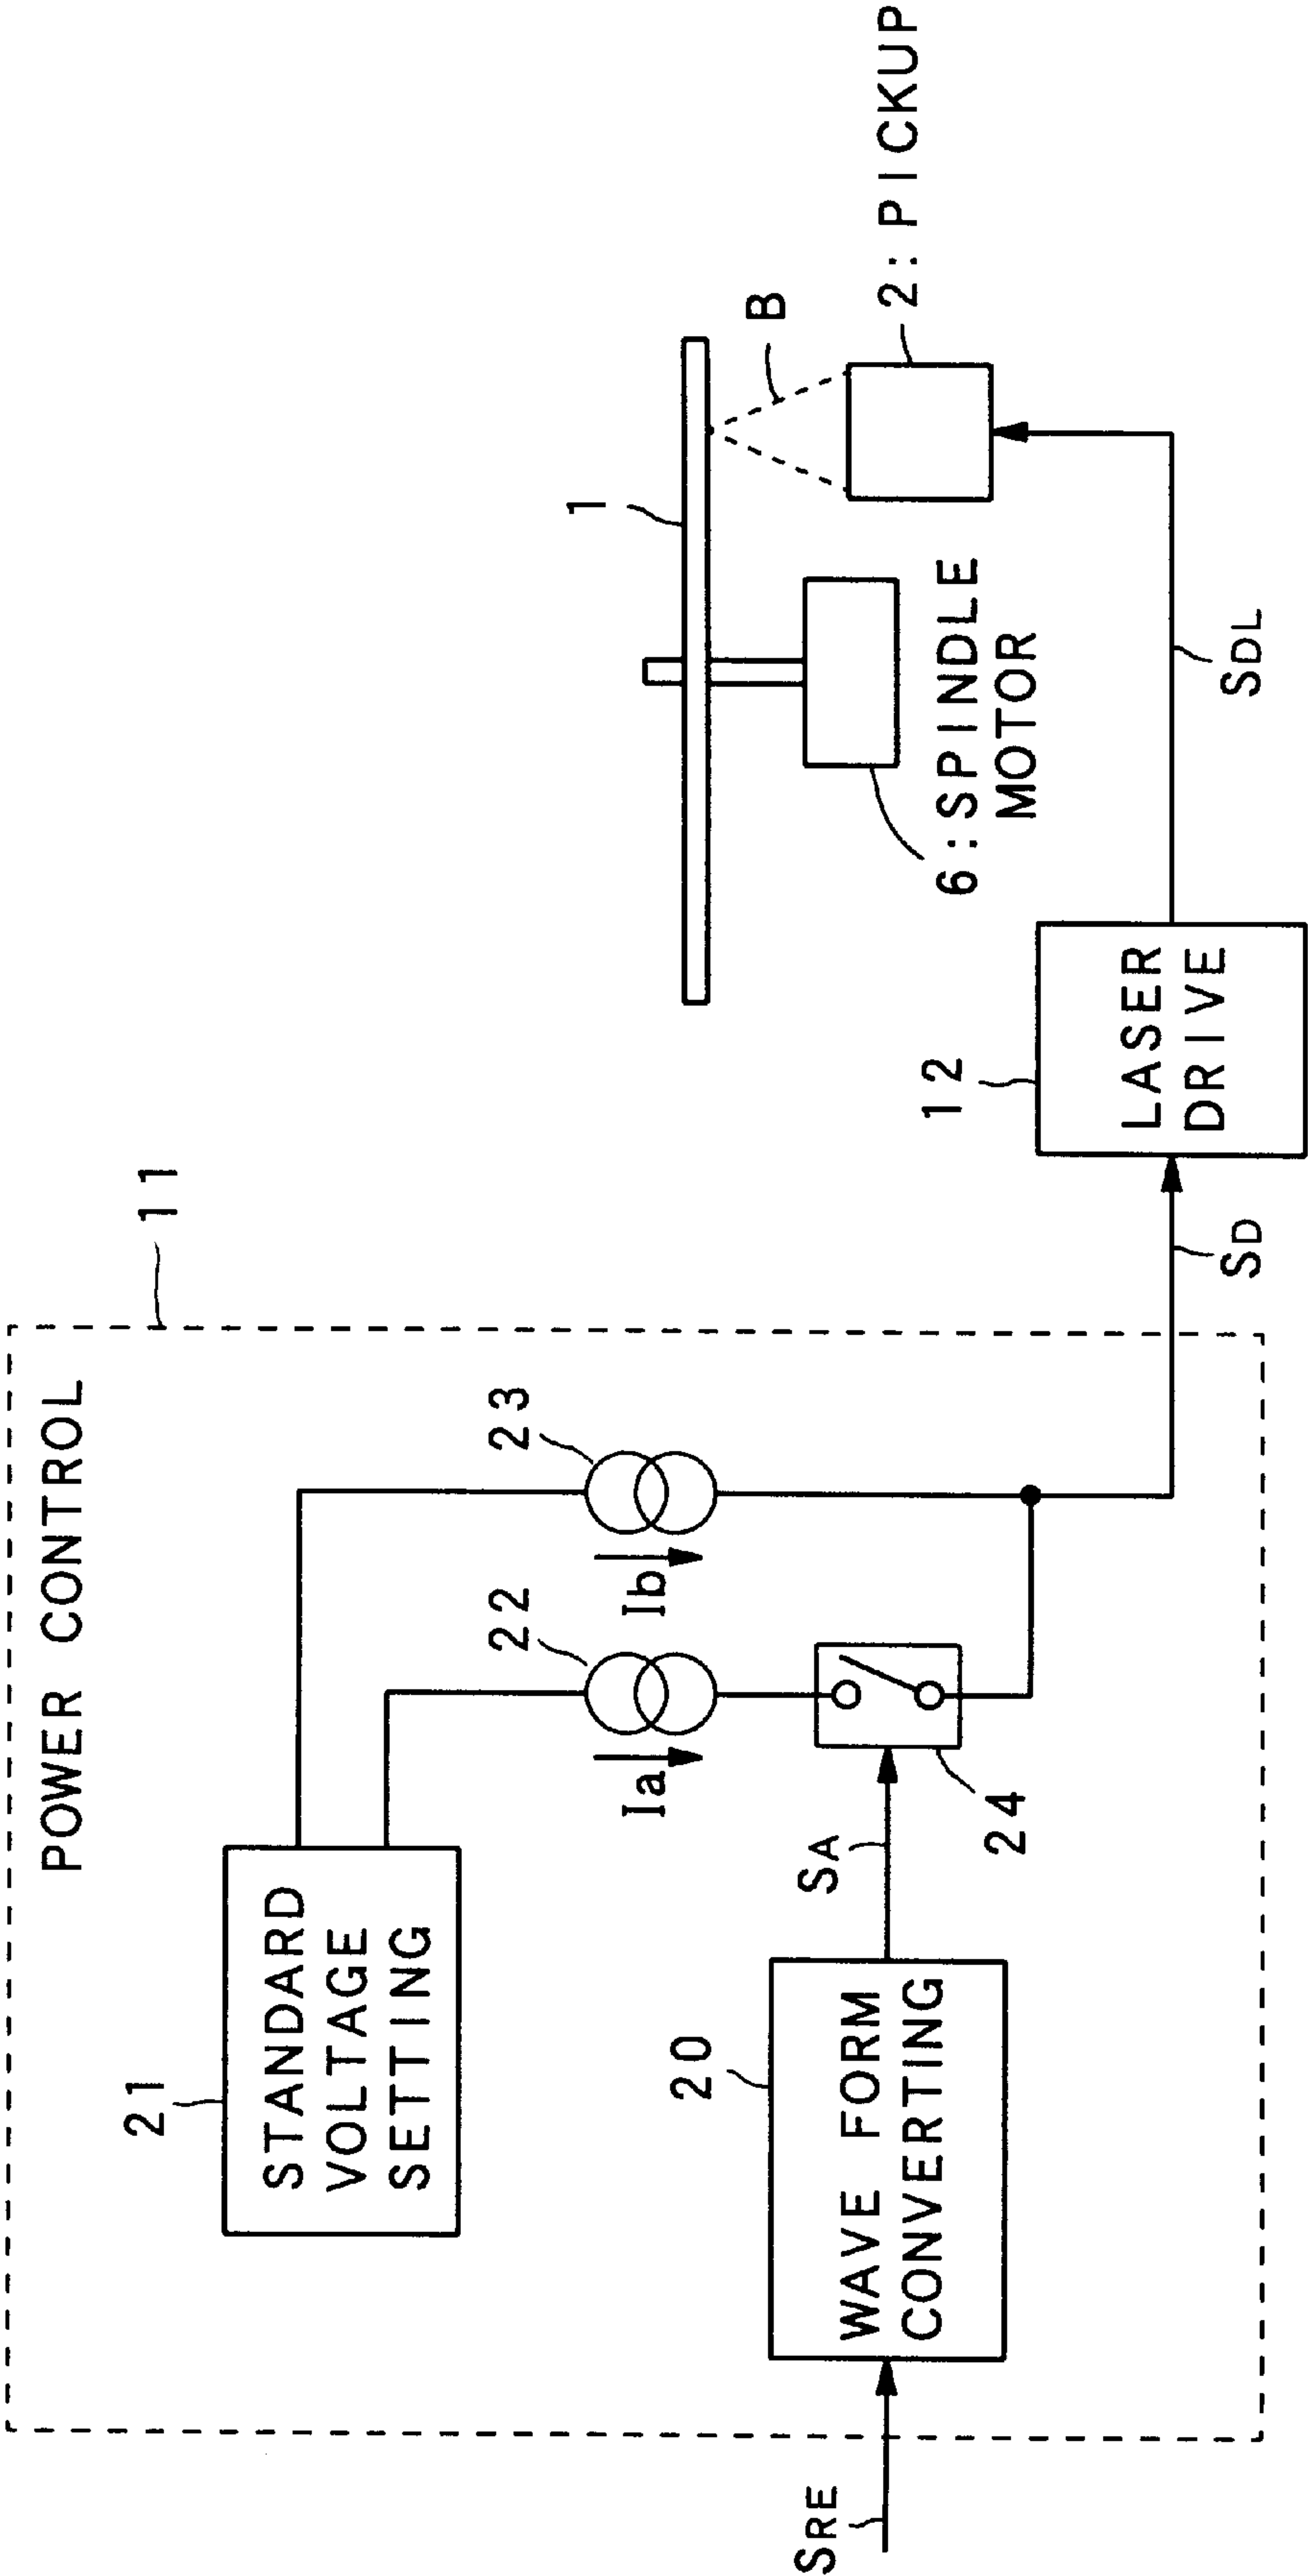 POWER CONTROL
11
21
STANDARD
VOLTAGE
SETTING
22
23
Ia
Ib
20
WAVE FORM
CONVERTING
SRE
SA
24
SD
12
LASER
DRIVE
SDL
1
B
2:PICKUP
6:SPINDLE
MOTOR